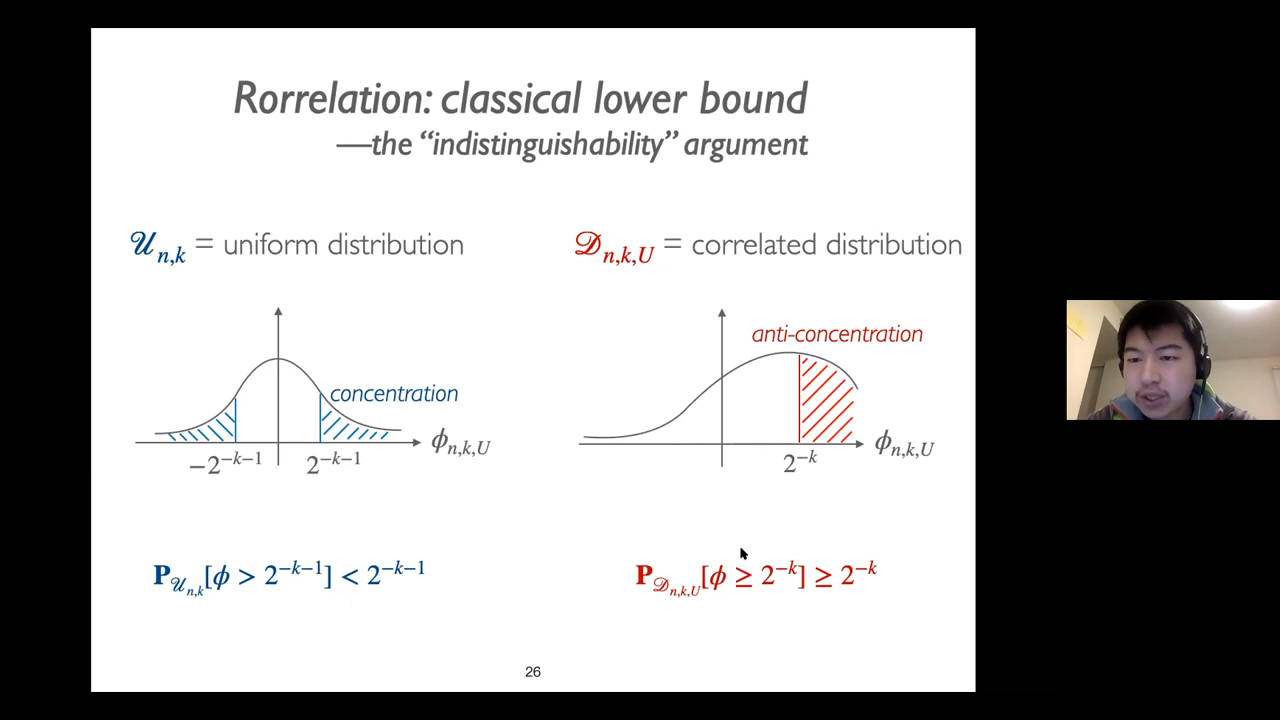 Rorrelation: classical lower bound
—the “indistinguishability” argument
𝒰n,k = uniform distribution
𝒟n,k,U = correlated distribution
concentration
ϕn,k,U
−2^−k−1
2^−k−1
anti-concentration
ϕn,k,U
2^−k
P𝒰n,k[ϕ > 2^−k−1] < 2^−k−1
P𝒟n,k,U[ϕ ≥ 2^−k] ≥ 2^−k
26